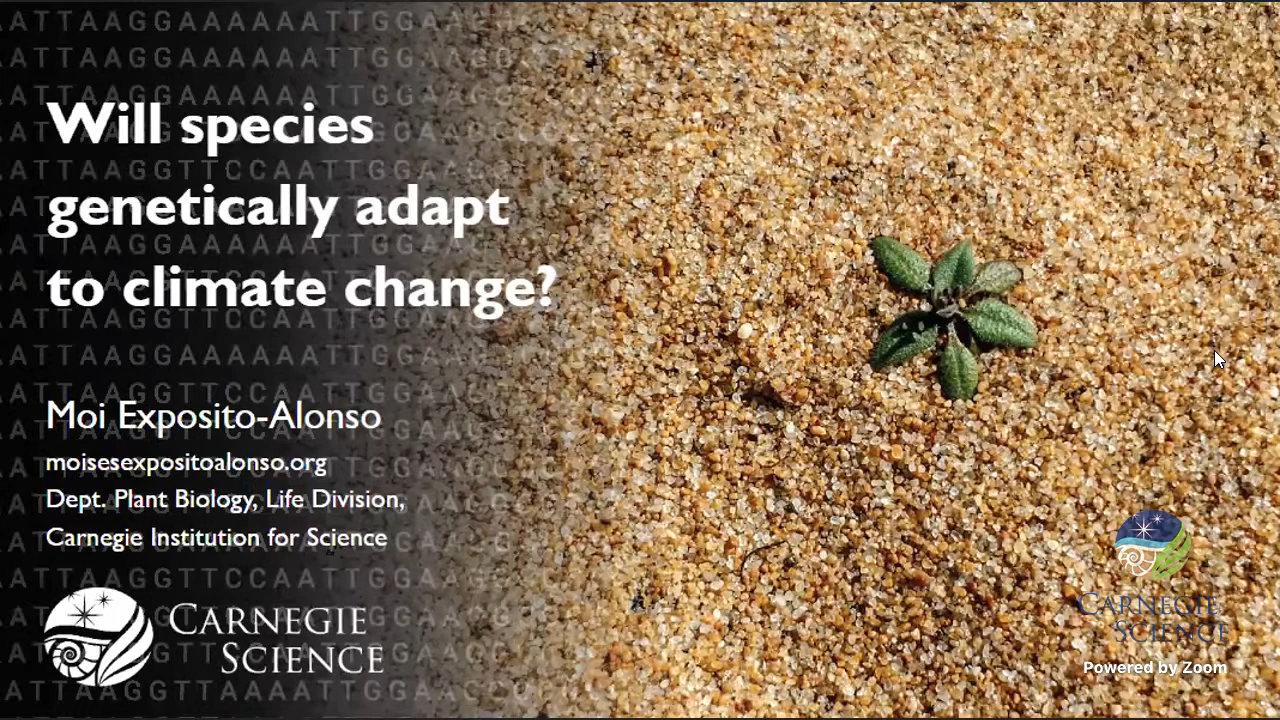 Will species
genetically adapt
to climate change?
Moi Exposito-Alonso
moisesexpositoalonso.org
Dept. Plant Biology, Life Division,
Carnegie Institution for Science
CARNEGIE
SCIENCE
CARNEGIE
SCIENCE
Powered by Zoom